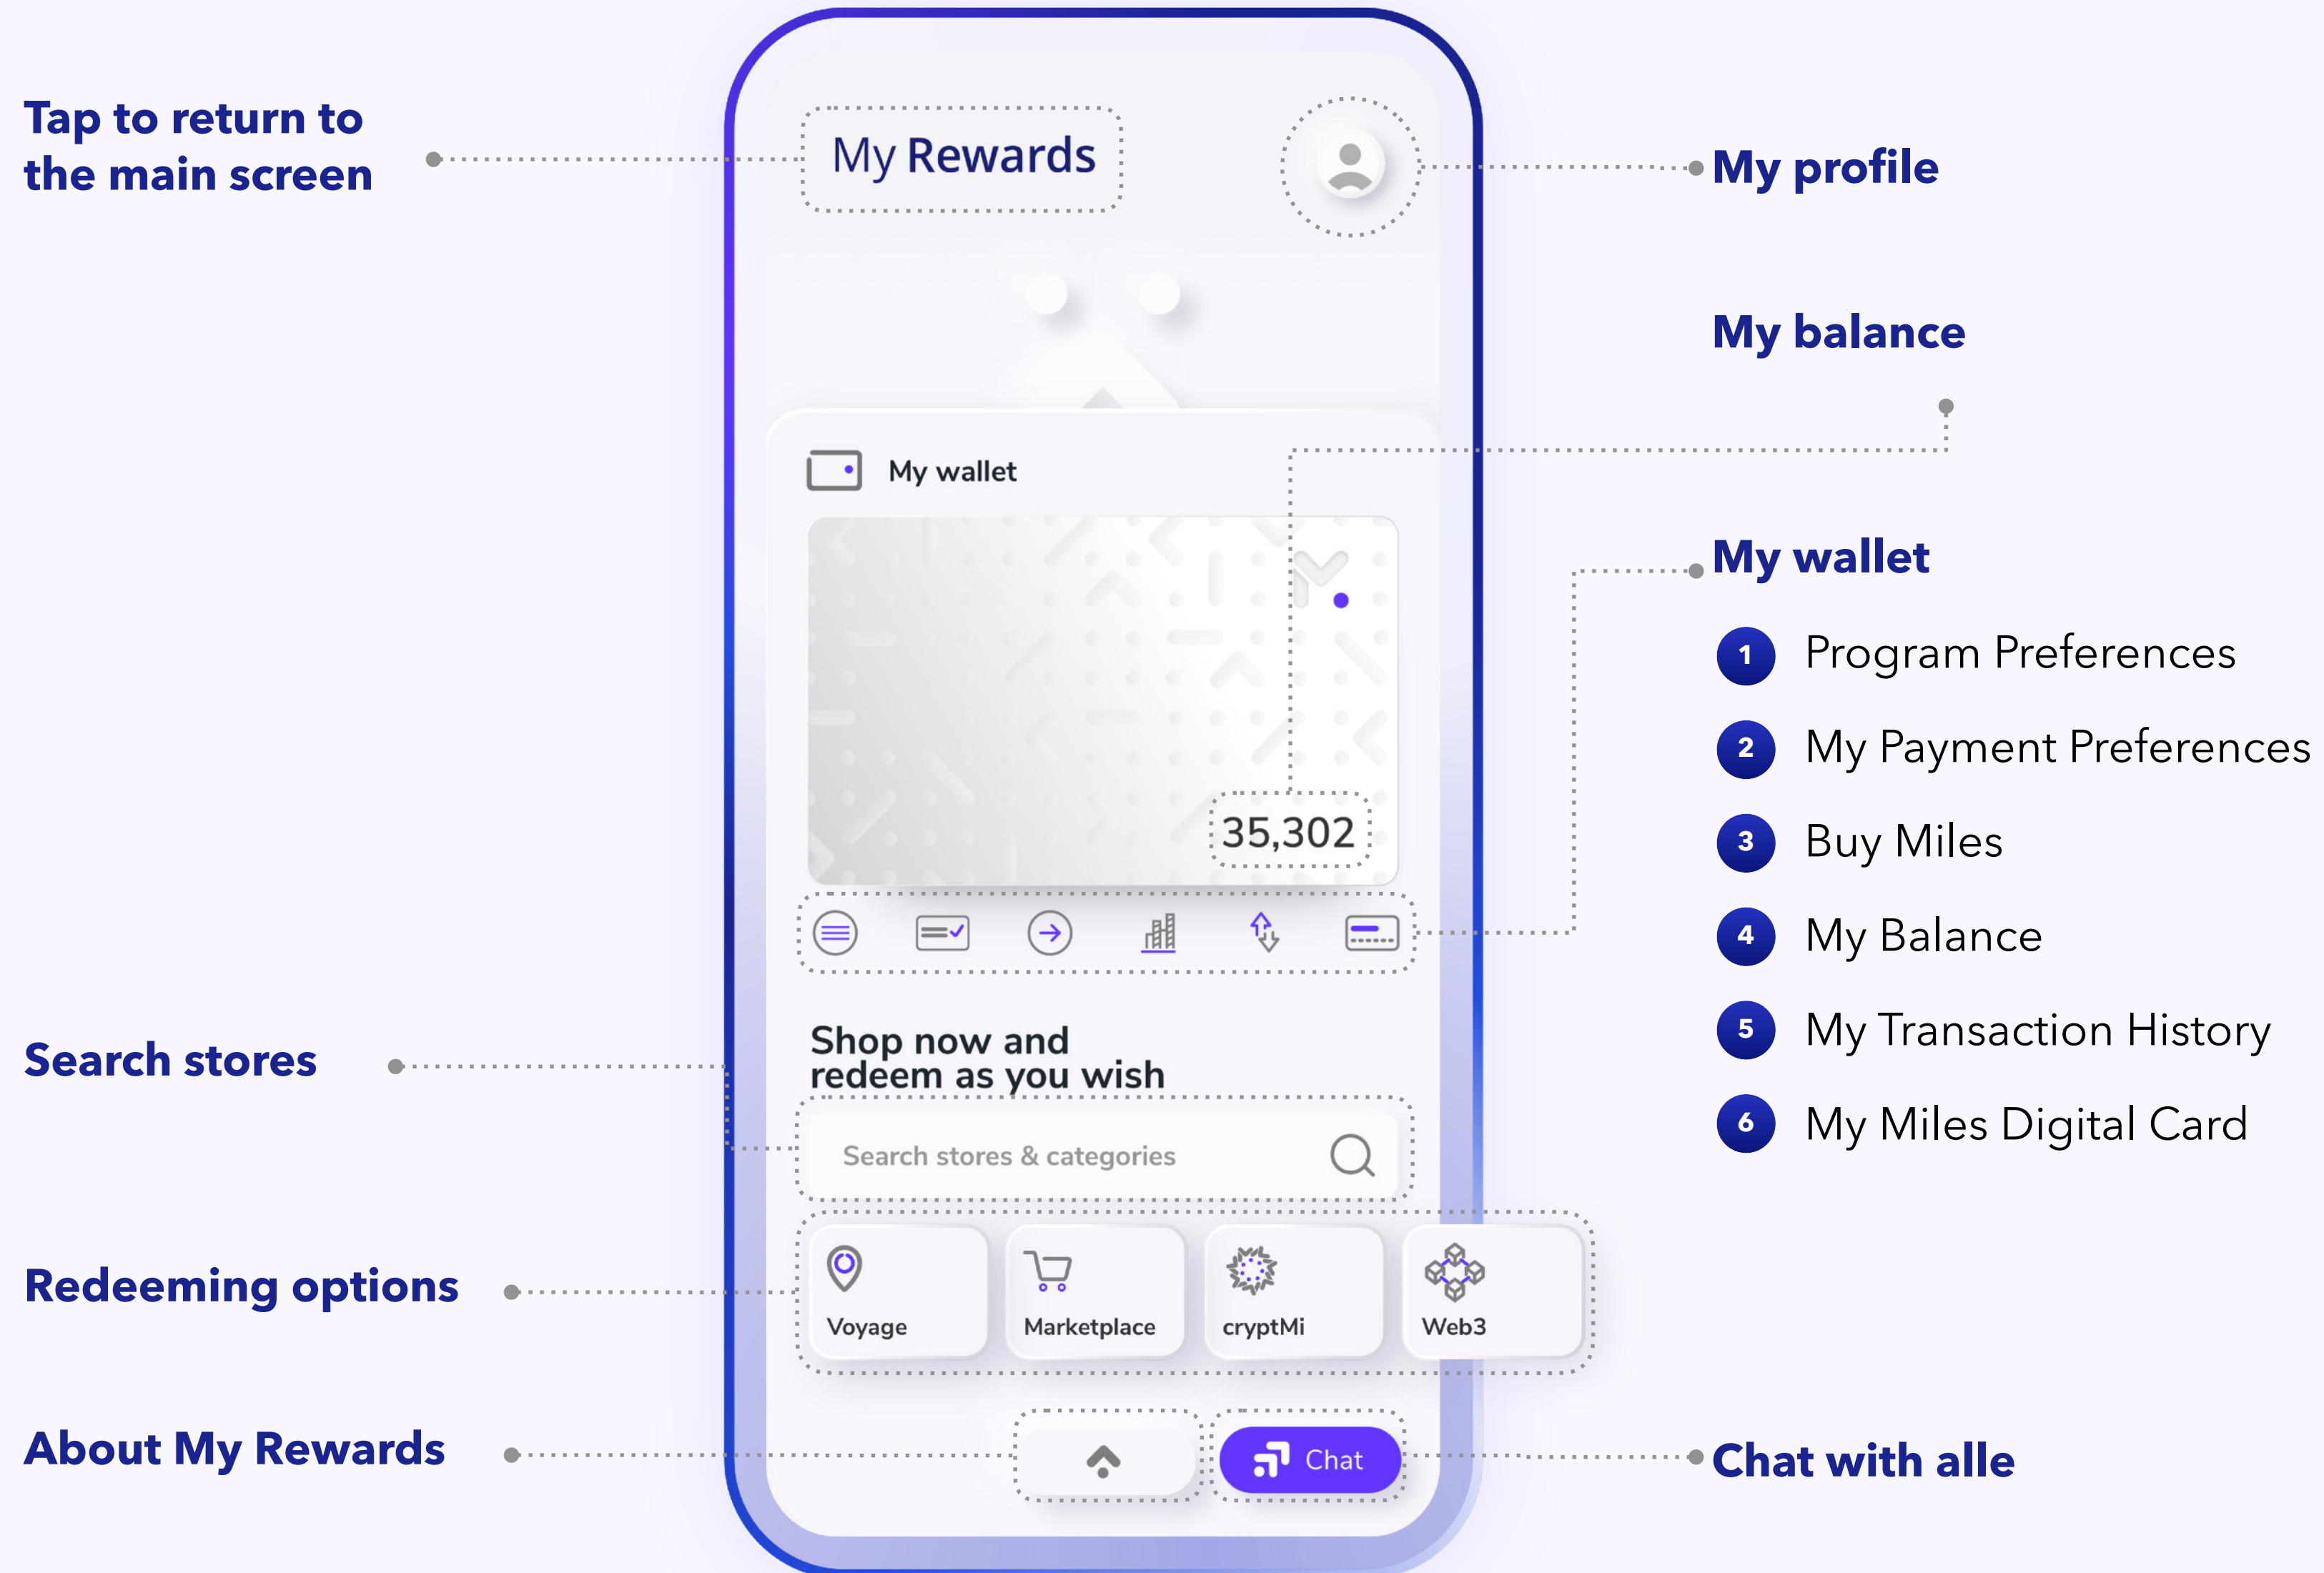 Tap to return to
the main screen
My Rewards
My profile
My balance
My wallet
My wallet
1 Program Preferences
2 My Payment Preferences
3 Buy Miles
4 My Balance
5 My Transaction History
6 My Miles Digital Card
35,302
Shop now and
redeem as you wish
Search stores
Search stores & categories
Redeeming options
Voyage
Marketplace
cryptMi
Web3
About My Rewards
Chat
Chat with alle